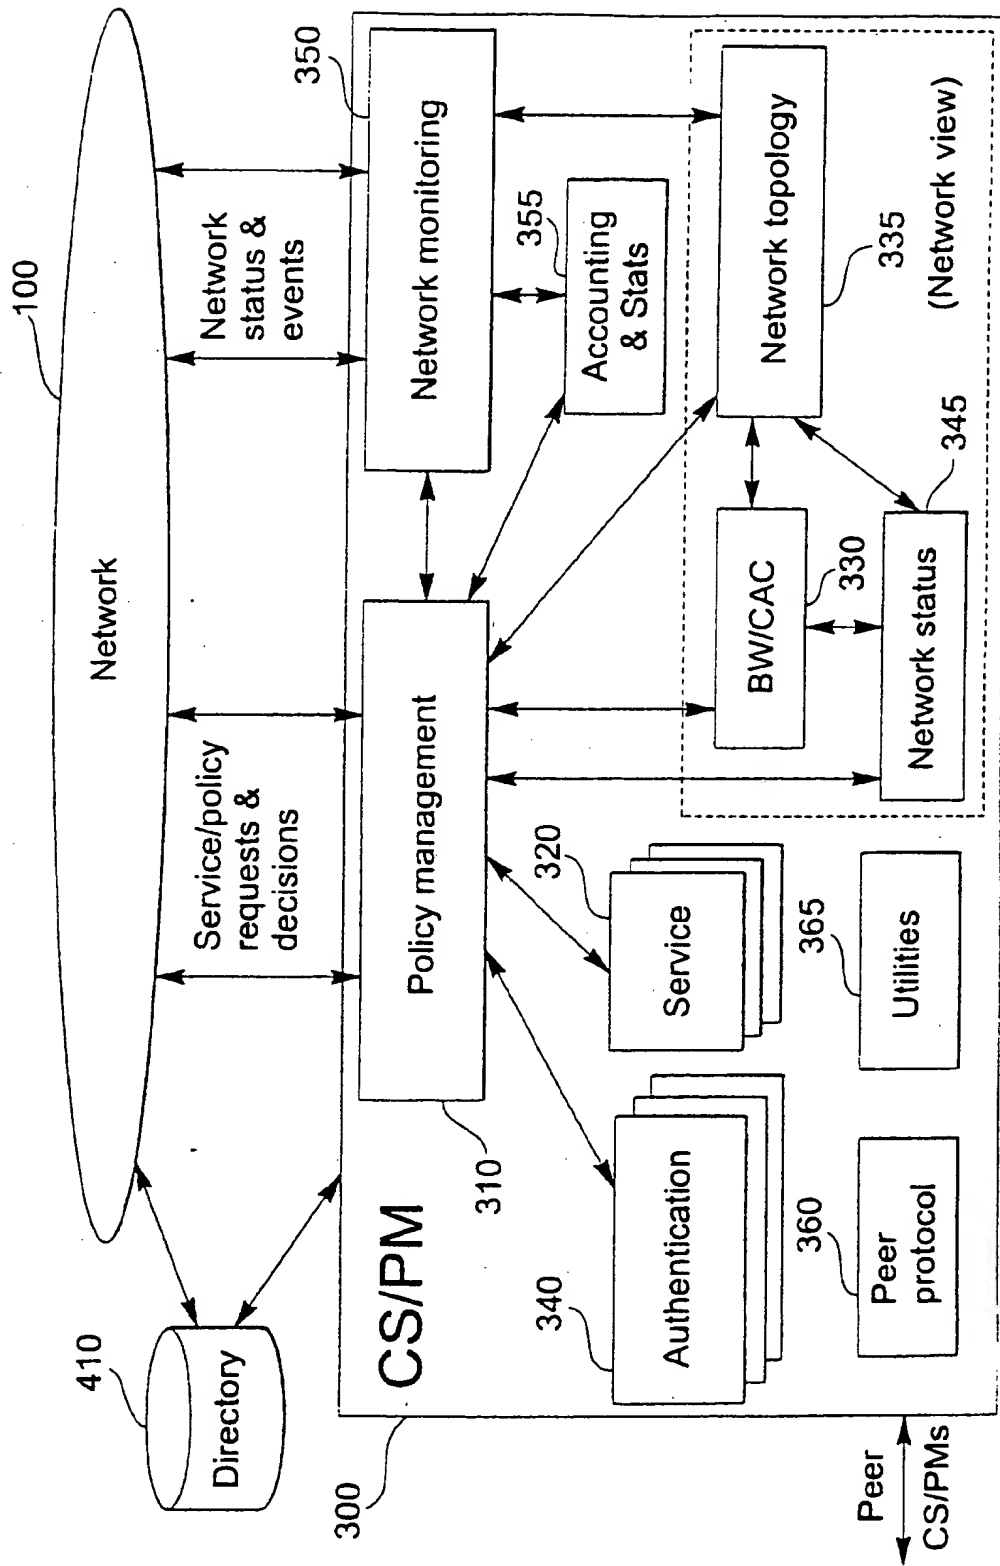 100
Network
410
Directory
Service/policy
requests &
decisions
Network
status &
events
300
CS/PM
310
Policy management
350
Network monitoring
355
Accounting
& Stats
340
Authentication
320
Service
BW/CAC
330
Network topology
335
360
Peer
protocol
365
Utilities
Network status
345
(Network view)
Peer
CS/PMs